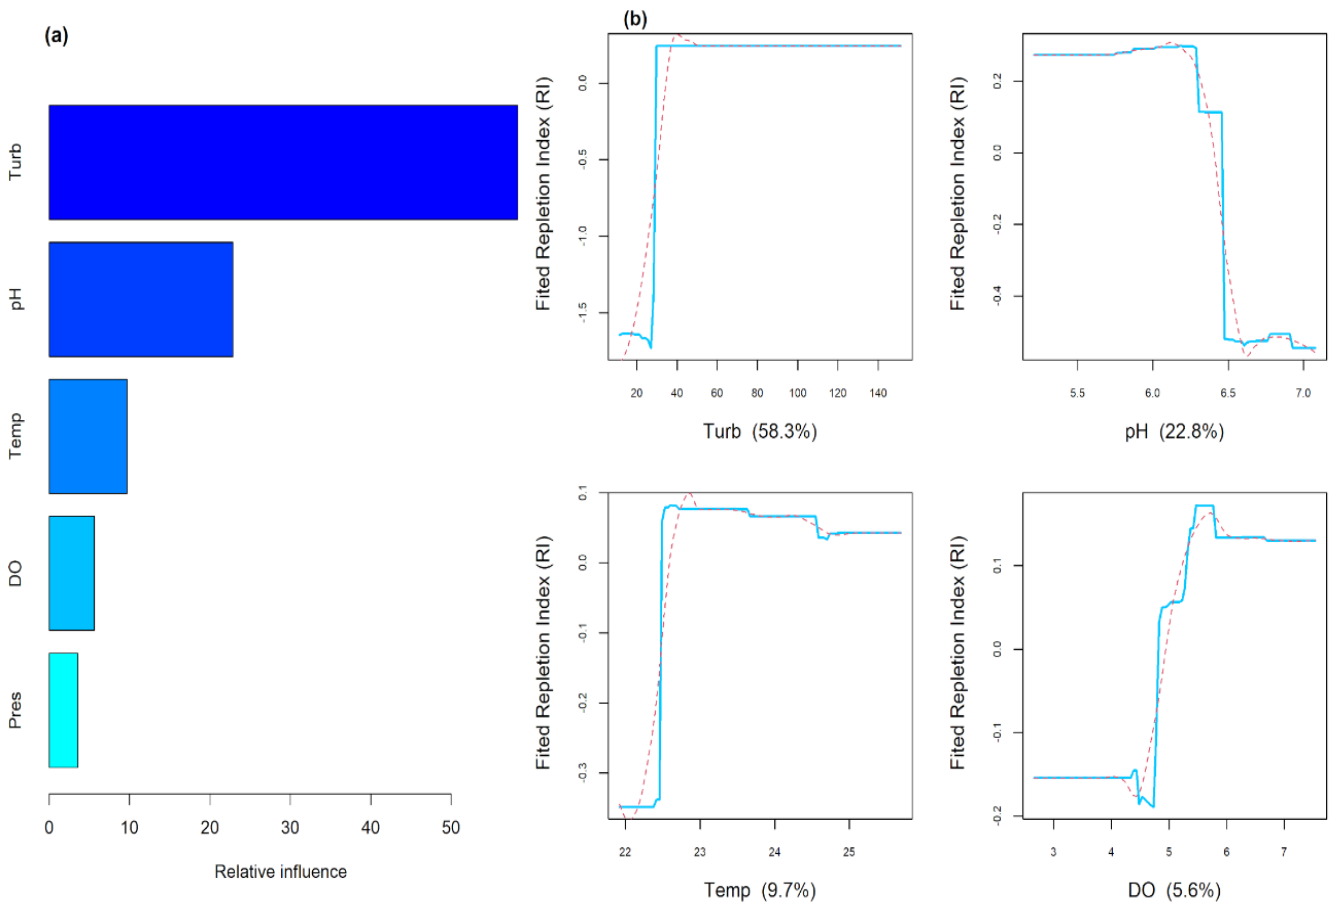 (a)
Turb
pH
Temp
DO
Pres
0 10 20 30 40 50
Relative influence
(b)
Fited Repletion Index (RI)
0.0
-0.5
-1.0
-1.5
20 40 60 80 100 120 140
Turb (58.3%)
Fited Repletion Index (RI)
0.2
0.0
-0.2
-0.4
5.5 6.0 6.5 7.0
pH (22.8%)
Fited Repletion Index (RI)
0.1
0.0
-0.1
-0.2
-0.3
22 23 24 25
Temp (9.7%)
Fited Repletion Index (RI)
0.1
0.0
-0.1
-0.2
3 4 5 6 7
DO (5.6%)